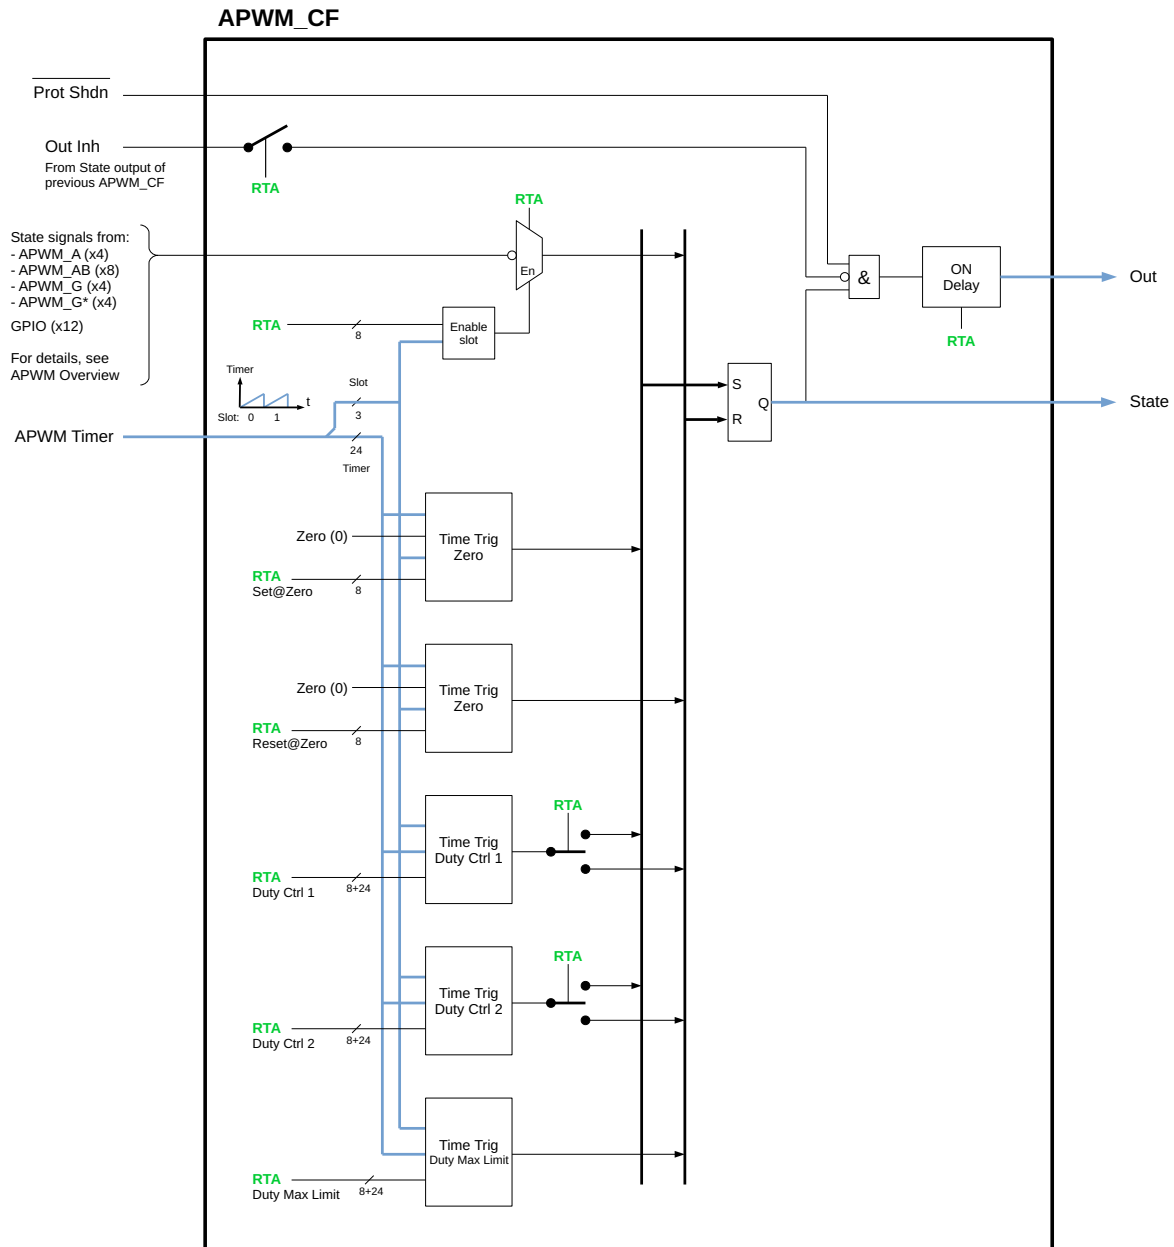 APWM_CF
Prot Shdn
Out Inh
From State output of
previous APWM_CF
RTA
RTA
State signals from:
- APWM_A (x4)
- APWM_AB (x8)
- APWM_G (x4)
- APWM_G* (x4)
GPIO (x12)
For details, see
APWM Overview
En
&
ON
Delay
Out
RTA
RTA
8
Enable
slot
Timer
t
Slot: 0 1
Slot
3
S
Q
R
State
APWM Timer
24
Timer
Zero (0)
Time Trig
Zero
RTA
Set@Zero
8
Zero (0)
Time Trig
Zero
RTA
Reset@Zero
8
RTA
Time Trig
Duty Ctrl 1
RTA
Duty Ctrl 1
8+24
RTA
Time Trig
Duty Ctrl 2
RTA
Duty Ctrl 2
8+24
Time Trig
Duty Max Limit
RTA
Duty Max Limit
8+24